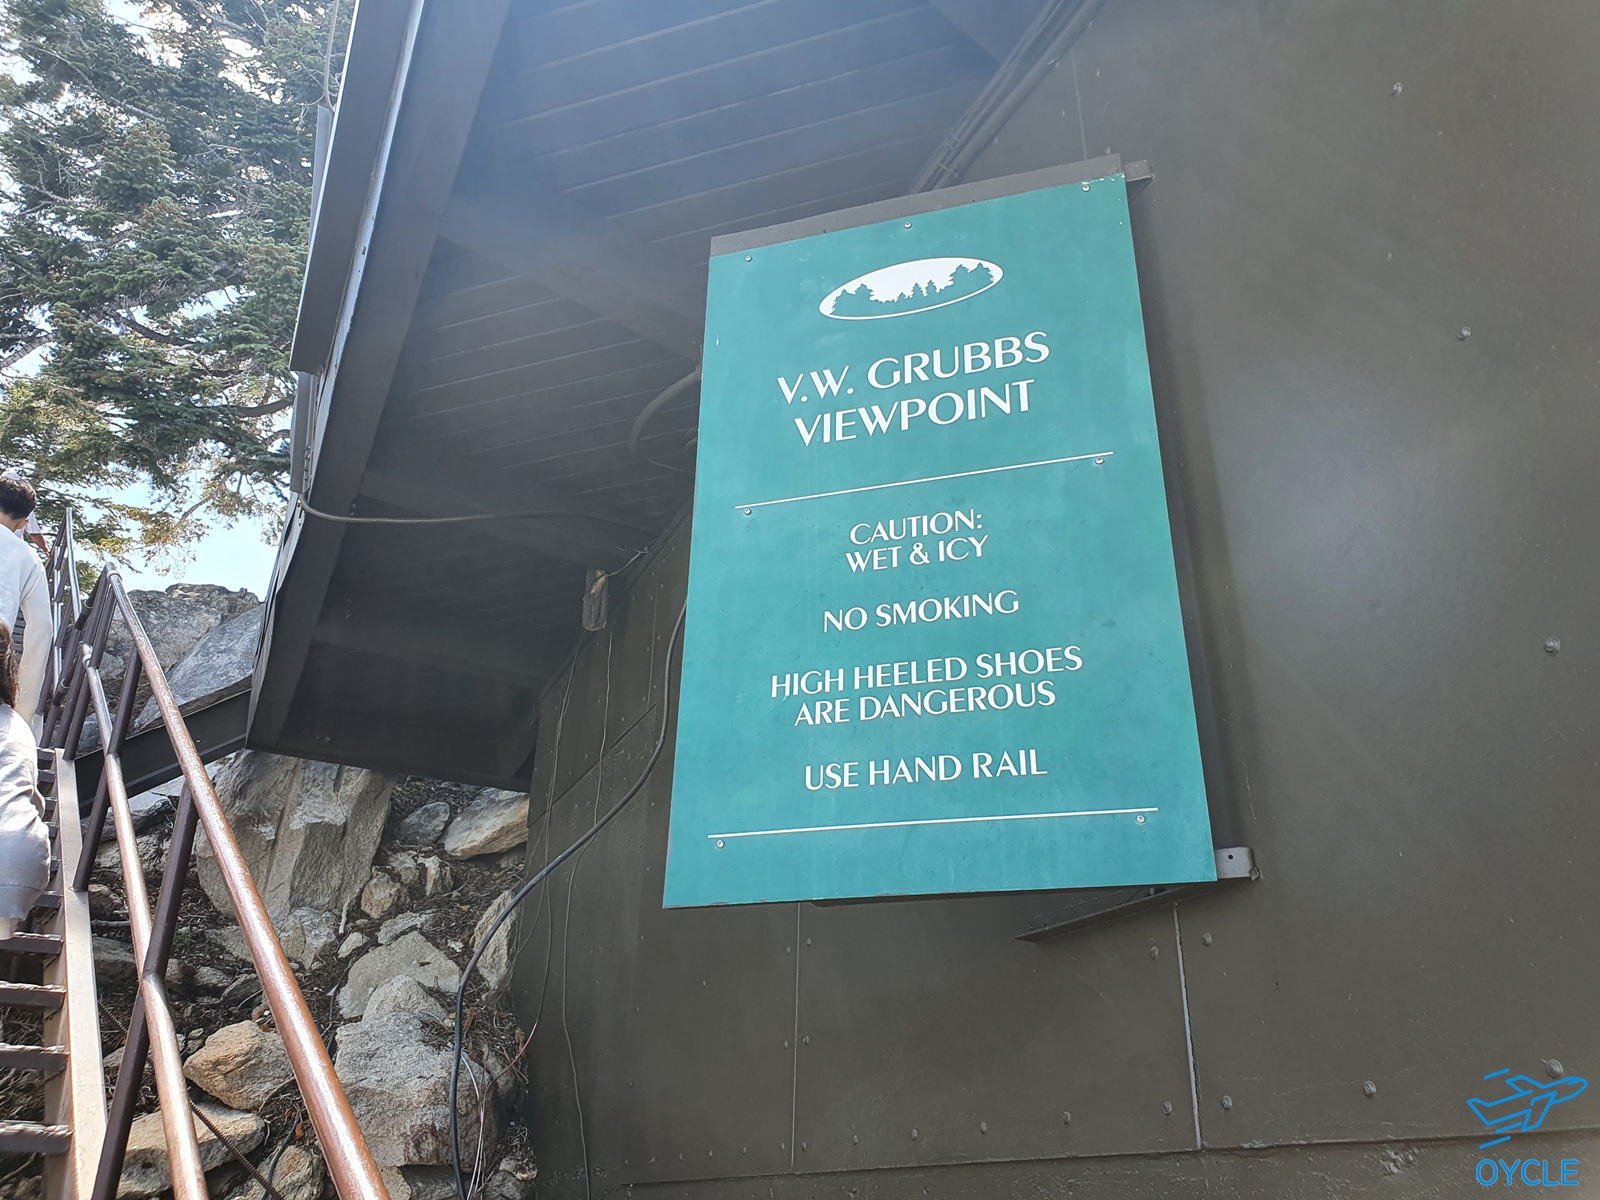 V.W. GRUBBS
VIEWPOINT
CAUTION:
WET & ICY
NO SMOKING
HIGH HEELED SHOES
ARE DANGEROUS
USE HAND RAIL
OYCLE